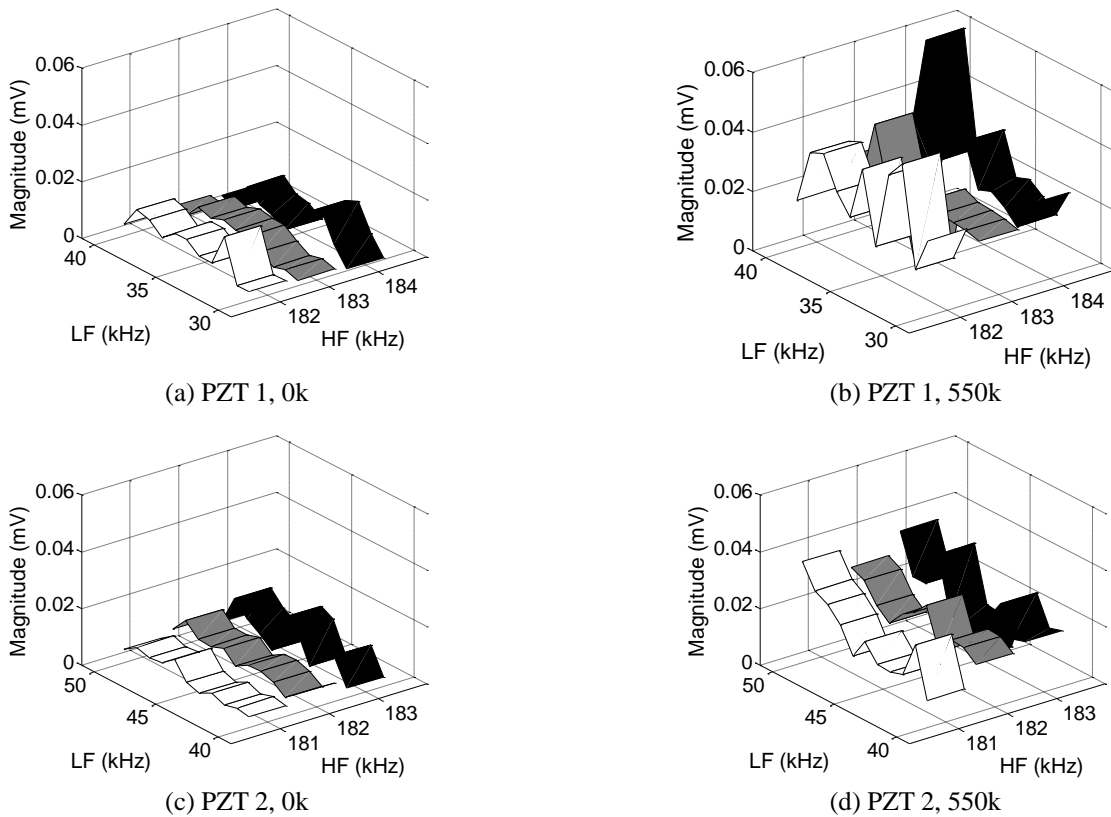 0.06
0.04
0.02
0
Magnitude (mV)
40
35
30
LF (kHz)
182
183
184
HF (kHz)
(a) PZT 1, 0k
0.06
0.04
0.02
0
Magnitude (mV)
40
35
30
LF (kHz)
182
183
184
HF (kHz)
(b) PZT 1, 550k
0.06
0.04
0.02
0
Magnitude (mV)
50
45
40
LF (kHz)
181
182
183
HF (kHz)
(c) PZT 2, 0k
0.06
0.04
0.02
0
Magnitude (mV)
50
45
40
LF (kHz)
181
182
183
HF (kHz)
(d) PZT 2, 550k